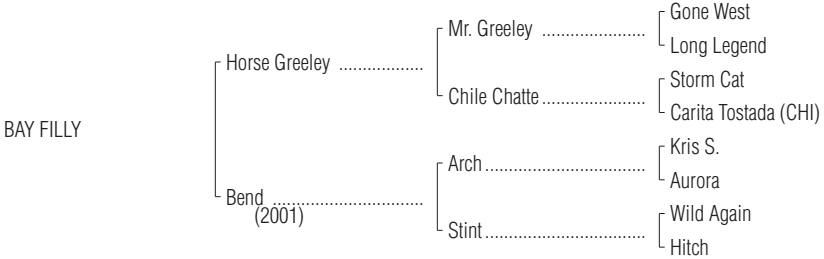 Gone West
Mr. Greeley ......................
Long Legend
Horse Greeley ..................
Storm Cat
Chile Chatte......................
Carita Tostada (CHI)
BAY FILLY
Kris S.
Arch..................................
Aurora
Bend ................................
(2001)
Wild Again
Stint..................................
Hitch